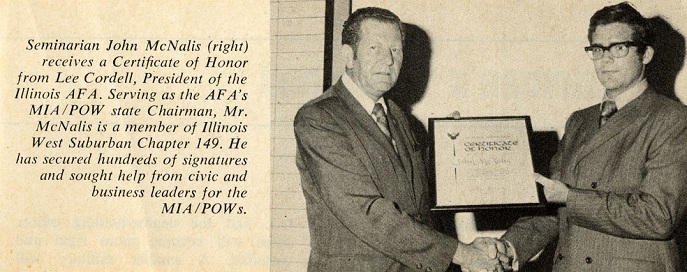 Seminarian John McNalis (right)
receives a Certificate of Honor
from Lee Cordell, President of the
Illinois AFA. Serving as the AFA's
MIA/POW state Chairman, Mr.
McNalis is a member of Illinois
West Suburban Chapter 149. He
has secured hundreds of signatures
and sought help from civic and
business leaders for the
MIA/POWs.
Certificate
of Honor